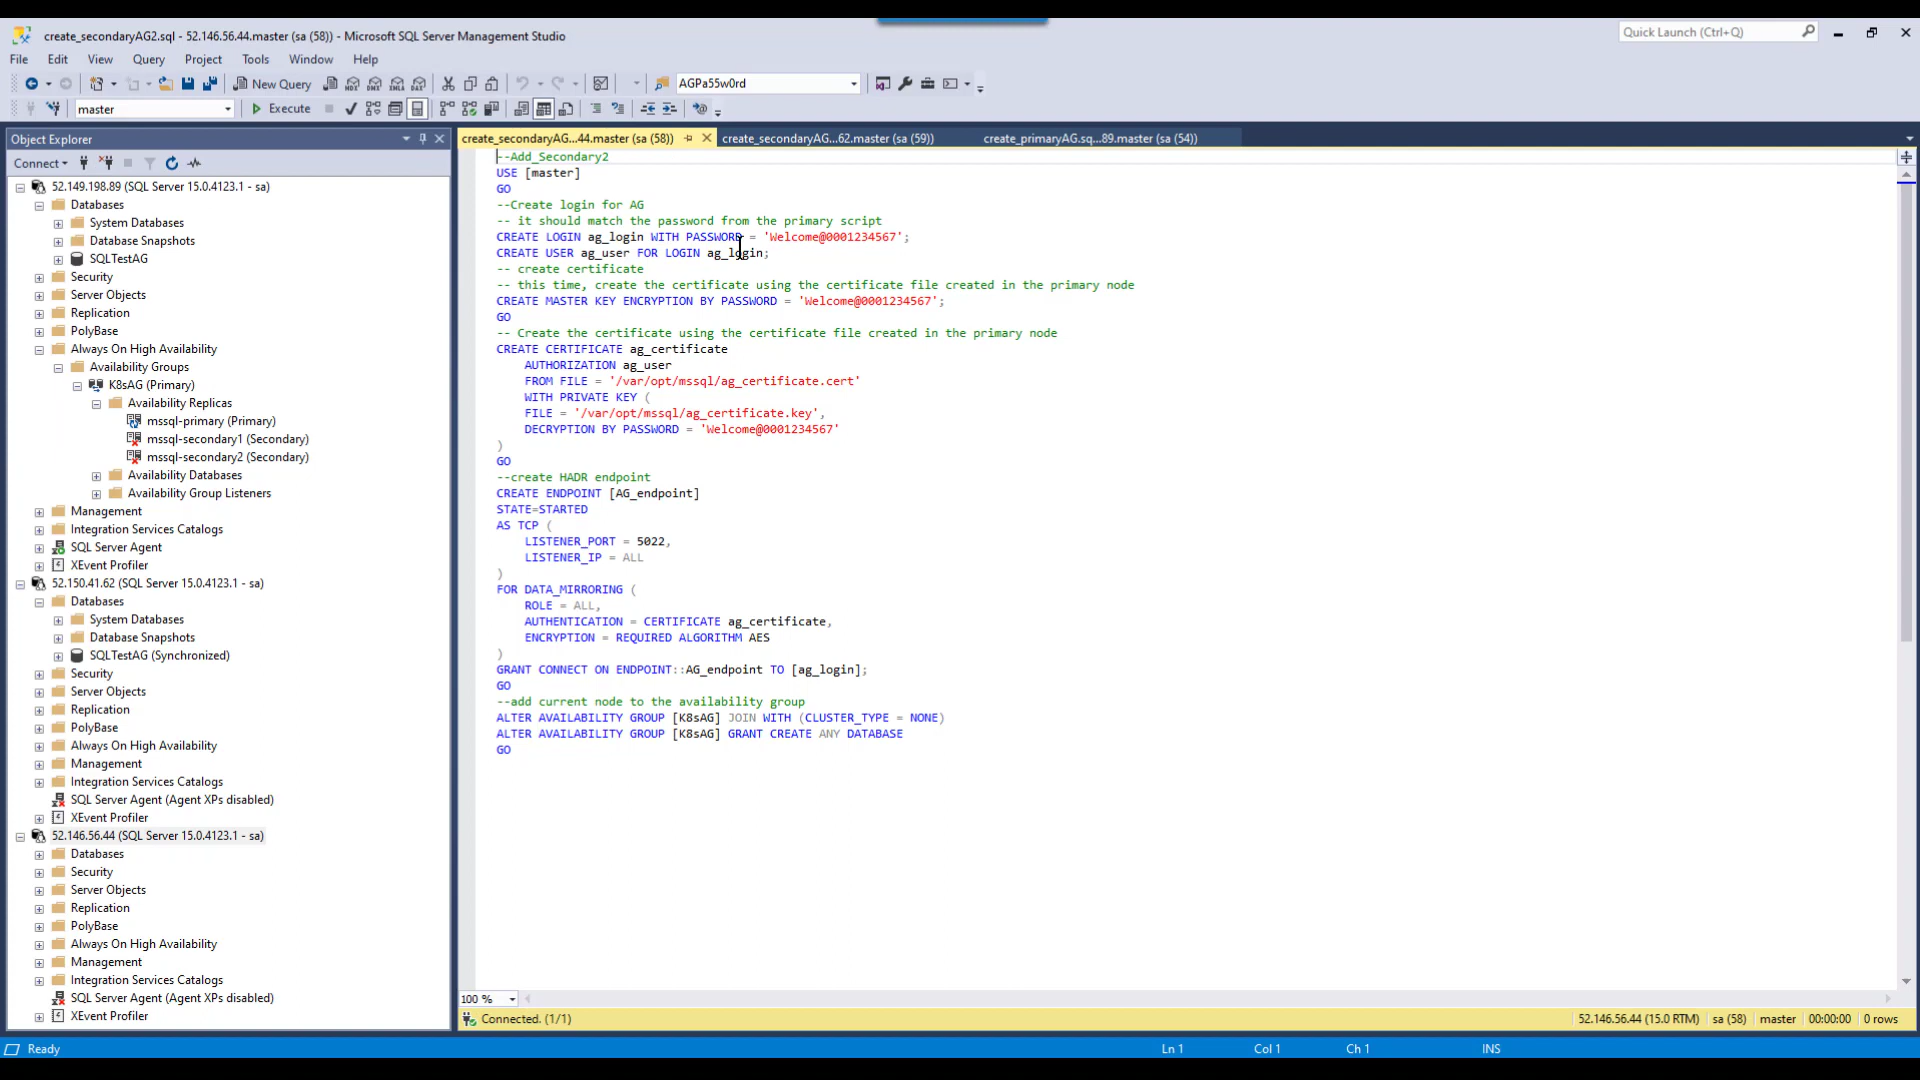 create_secondaryAG2.sql - 52.146.56.44.master (sa (58)) - Microsoft SQL Server Management Studio
Quick Launch (Ctrl+Q)
File Edit View Query Project Tools Window Help
New Query
AGPa55w0rd
master
Execute
Object Explorer
Connect
52.149.198.89 (SQL Server 15.0.4123.1 - sa)
Databases
System Databases
Database Snapshots
SQLTestAG
Security
Server Objects
Replication
PolyBase
Always On High Availability
Availability Groups
K8sAG (Primary)
Availability Replicas
mssql-primary (Primary)
mssql-secondary1 (Secondary)
mssql-secondary2 (Secondary)
Availability Databases
Availability Group Listeners
Management
Integration Services Catalogs
SQL Server Agent
XEvent Profiler
52.150.41.62 (SQL Server 15.0.4123.1 - sa)
Databases
System Databases
Database Snapshots
SQLTestAG (Synchronized)
Security
Server Objects
Replication
PolyBase
Always On High Availability
Management
Integration Services Catalogs
SQL Server Agent (Agent XPs disabled)
XEvent Profiler
52.146.56.44 (SQL Server 15.0.4123.1 - sa)
Databases
Security
Server Objects
Replication
PolyBase
Always On High Availability
Management
Integration Services Catalogs
SQL Server Agent (Agent XPs disabled)
XEvent Profiler
create_secondaryAG...44.master (sa (58))
create_secondaryAG...62.master (sa (59))
create_primaryAG.sq...89.master (sa (54))
--Add_Secondary2
USE [master]
GO
--Create login for AG
-- it should match the password from the primary script
CREATE LOGIN ag_login WITH PASSWORD = 'Welcome@0001234567';
CREATE USER ag_user FOR LOGIN ag_login;
-- create certificate
-- this time, create the certificate using the certificate file created in the primary node
CREATE MASTER KEY ENCRYPTION BY PASSWORD = 'Welcome@0001234567';
GO
-- Create the certificate using the certificate file created in the primary node
CREATE CERTIFICATE ag_certificate
AUTHORIZATION ag_user
FROM FILE = '/var/opt/mssql/ag_certificate.cert'
WITH PRIVATE KEY (
FILE = '/var/opt/mssql/ag_certificate.key',
DECRYPTION BY PASSWORD = 'Welcome@0001234567'
)
GO
--create HADR endpoint
CREATE ENDPOINT [AG_endpoint]
STATE=STARTED
AS TCP (
LISTENER_PORT = 5022,
LISTENER_IP = ALL
)
FOR DATA_MIRRORING (
ROLE = ALL,
AUTHENTICATION = CERTIFICATE ag_certificate,
ENCRYPTION = REQUIRED ALGORITHM AES
)
GRANT CONNECT ON ENDPOINT::AG_endpoint TO [ag_login];
GO
--add current node to the availability group
ALTER AVAILABILITY GROUP [K8sAG] JOIN WITH (CLUSTER_TYPE = NONE)
ALTER AVAILABILITY GROUP [K8sAG] GRANT CREATE ANY DATABASE
GO
100 %
Connected. (1/1)
52.146.56.44 (15.0 RTM) sa (58) master 00:00:00 0 rows
Ready
Ln 1 Col 1 Ch 1 INS